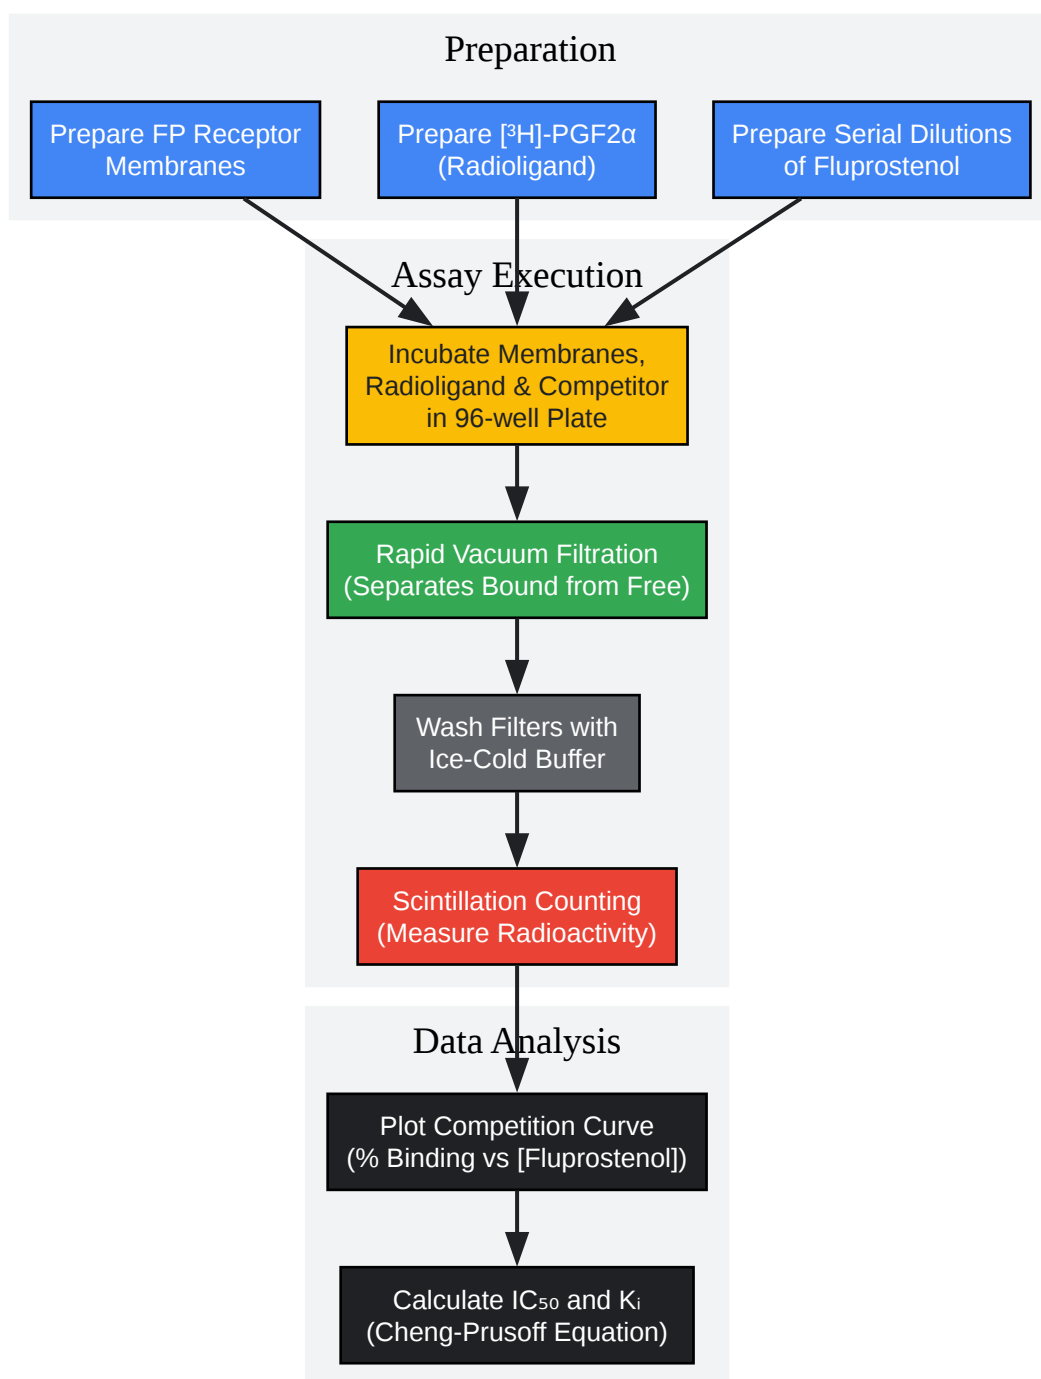 Preparation
Prepare FP Receptor
Membranes
Prepare [³H]-PGF2α
(Radioligand)
Prepare Serial Dilutions
of Fluprostenol
Assay Execution
Incubate Membranes,
Radioligand & Competitor
in 96-well Plate
Rapid Vacuum Filtration
(Separates Bound from Free)
Wash Filters with
Ice-Cold Buffer
Scintillation Counting
(Measure Radioactivity)
Data Analysis
Plot Competition Curve
(% Binding vs [Fluprostenol])
Calculate IC₅₀ and Kᵢ
(Cheng-Prusoff Equation)